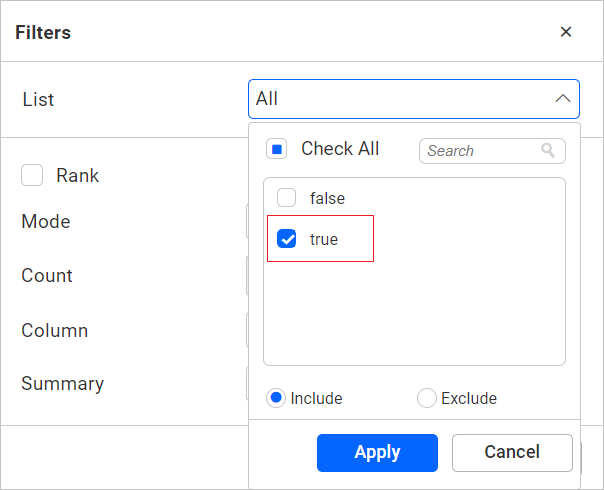 Filters
List
All
Check All
Search
false
true
Rank
Mode
Count
Column
Summary
Include
Exclude
Apply
Cancel